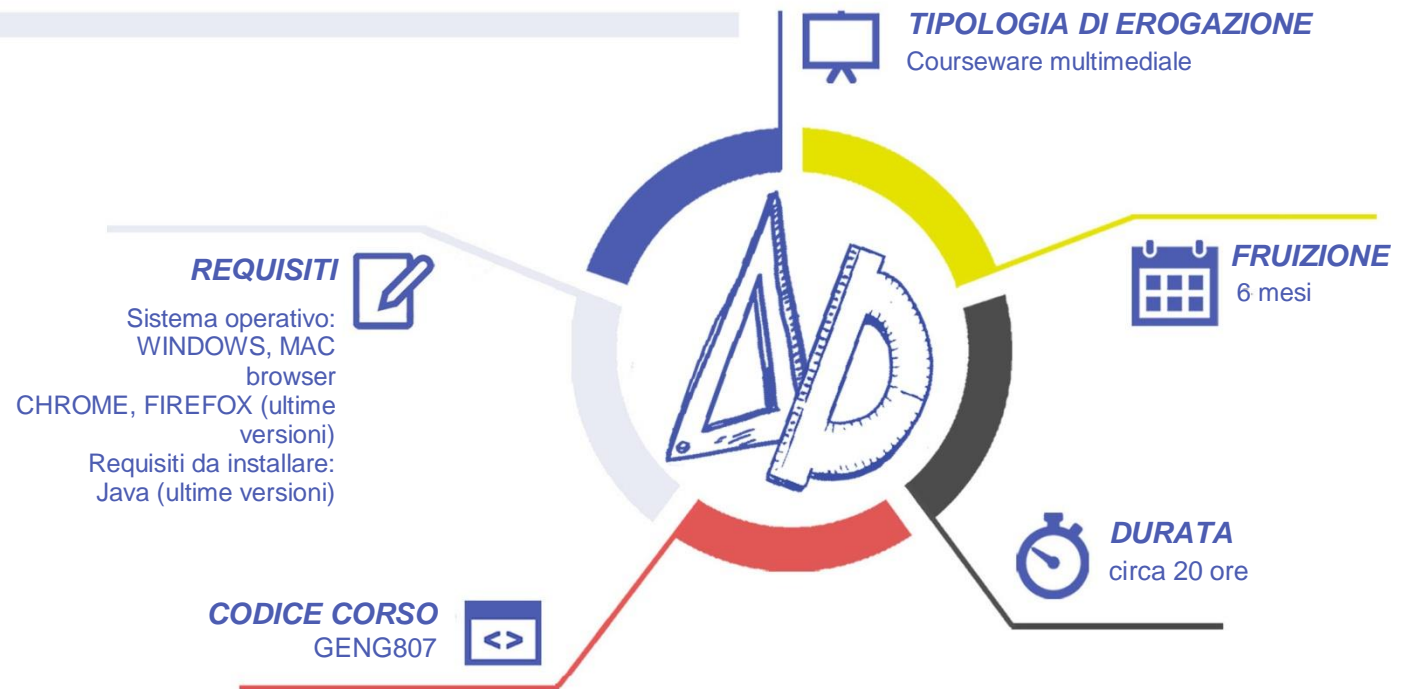 TIPOLOGIA DI EROGAZIONE
Courseware multimediale
REQUISITI
Sistema operativo:
WINDOWS, MAC
browser
CHROME, FIREFOX (ultime
versioni)
Requisiti da installare:
Java (ultime versioni)
FRUIZIONE
6 mesi
DURATA
circa 20 ore
CODICE CORSO
GENG807
<>